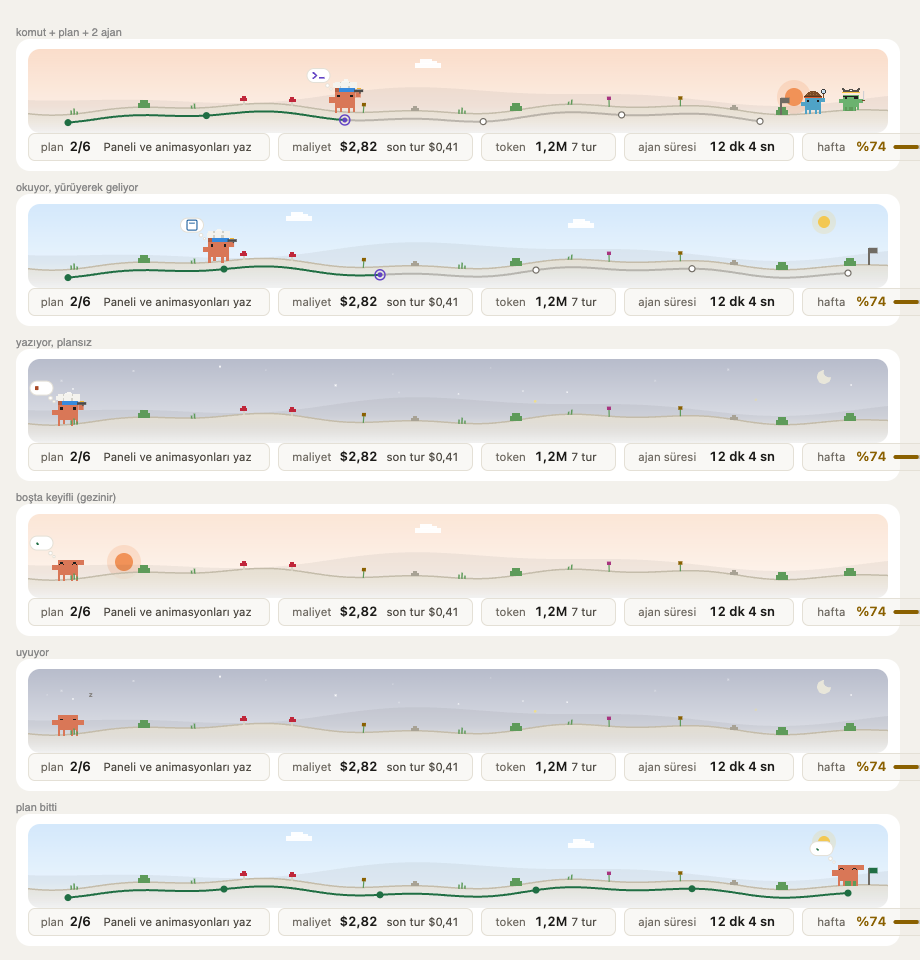 komut + plan + 2 ajan
plan 2/6 Paneli ve animasyonları yaz maliyet $2,82 son tur $0,41 token 1,2M 7 tur ajan süresi 12 dk 4 sn hafta %74
okuyor, yürüyerek geliyor
plan 2/6 Paneli ve animasyonları yaz maliyet $2,82 son tur $0,41 token 1,2M 7 tur ajan süresi 12 dk 4 sn hafta %74
yazıyor, plansız
plan 2/6 Paneli ve animasyonları yaz maliyet $2,82 son tur $0,41 token 1,2M 7 tur ajan süresi 12 dk 4 sn hafta %74
boşta keyifli (gezinir)
plan 2/6 Paneli ve animasyonları yaz maliyet $2,82 son tur $0,41 token 1,2M 7 tur ajan süresi 12 dk 4 sn hafta %74
uyuyor
z
plan 2/6 Paneli ve animasyonları yaz maliyet $2,82 son tur $0,41 token 1,2M 7 tur ajan süresi 12 dk 4 sn hafta %74
plan bitti
plan 2/6 Paneli ve animasyonları yaz maliyet $2,82 son tur $0,41 token 1,2M 7 tur ajan süresi 12 dk 4 sn hafta %74